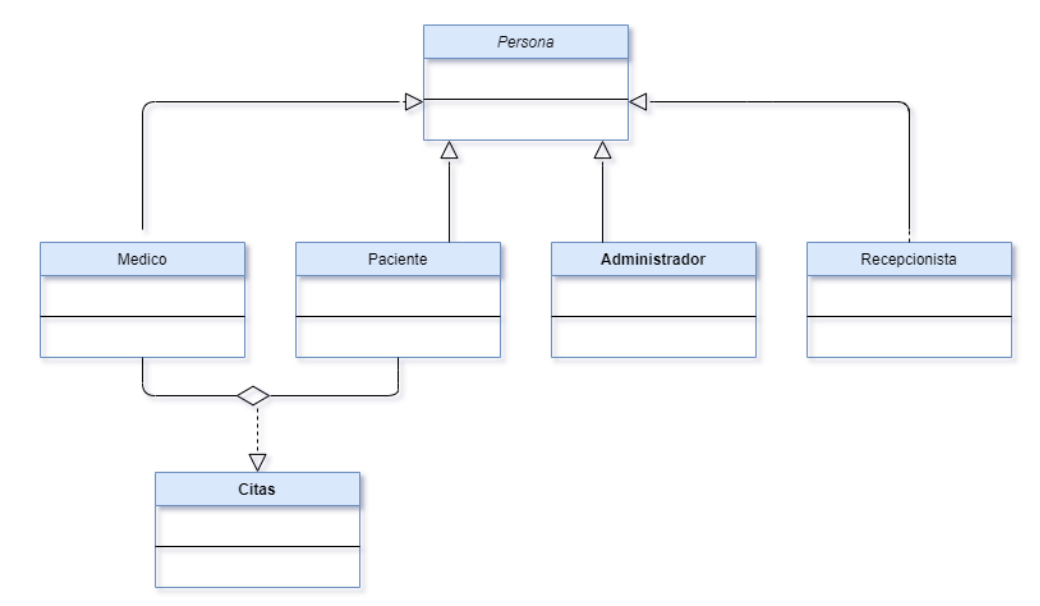 Persona
Medico
Paciente
Administrador
Recepcionista
Citas